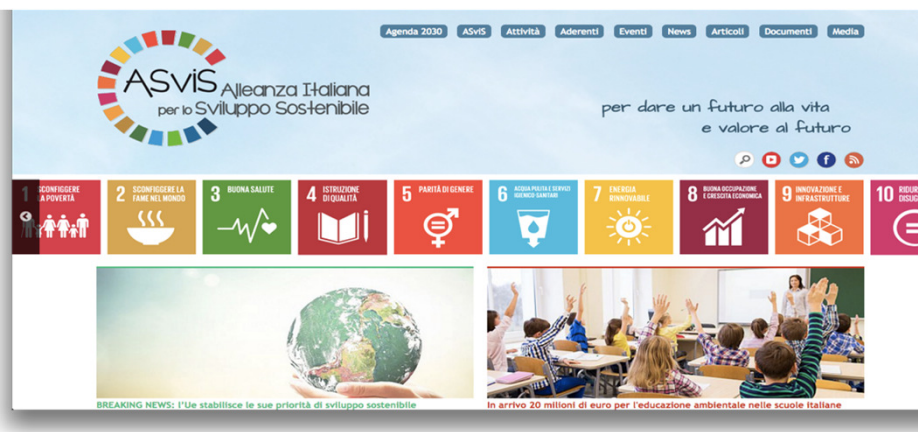 Agenda 2030 ASviS Attività Aderenti Eventi News Articoli Documenti Media
ASviS Alleanza Italiana
per lo Sviluppo Sostenibile
per dare un futuro alla vita
e valore al futuro
1 SCONFIGGERE
LA POVERTÀ
2 SCONFIGGERE LA
FAME NEL MONDO
3 BUONA SALUTE
4 ISTRUZIONE
DI QUALITÀ
5 PARITÀ DI GENERE
6 ACQUA PULITA E SERVIZI
IGIENICO-SANITARI
7 ENERGIA
RINNOVABILE
8 BUONA OCCUPAZIONE
E CRESCITA ECONOMICA
9 INNOVAZIONE E
INFRASTRUTTURE
10 RIDUR
DISUG
BREAKING NEWS: l'Ue stabilisce le sue priorità di sviluppo sostenibile
In arrivo 20 milioni di euro per l'educazione ambientale nelle scuole italiane